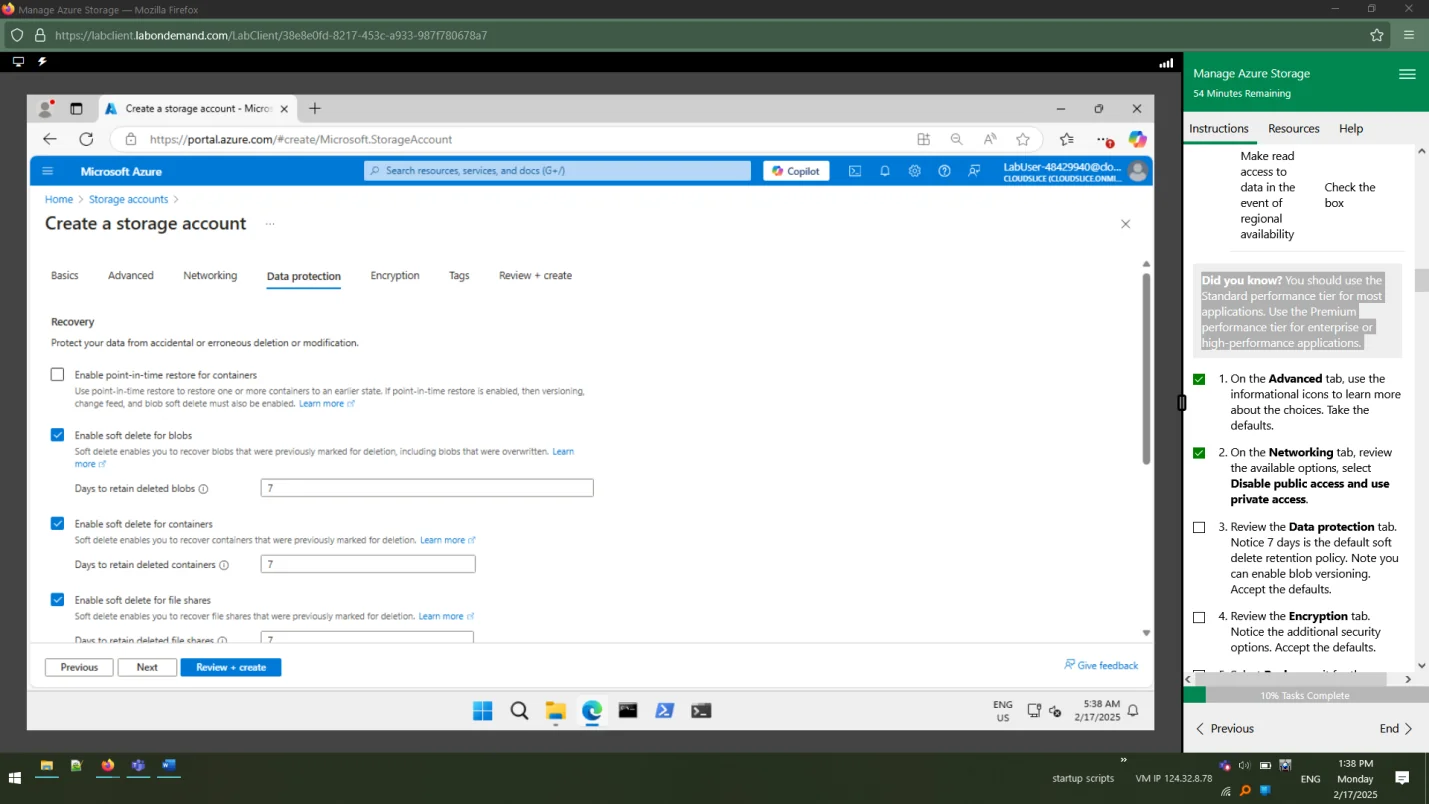 Manage Azure Storage — Mozilla Firefox
https://labclient.labondemand.com/LabClient/38e8e0fd-8217-453c-a933-987f780678a7
Create a storage account - Micros
https://portal.azure.com/#create/Microsoft.StorageAccount
Microsoft Azure
Search resources, services, and docs (G+/)
Copilot
LabUser-48429940@clo...
CLOUDSLICE (CLOUDSLICE.ONMI...
Home > Storage accounts >
Create a storage account ...
Basics Advanced Networking Data protection Encryption Tags Review + create
Recovery
Protect your data from accidental or erroneous deletion or modification.
Enable point-in-time restore for containers
Use point-in-time restore to restore one or more containers to an earlier state. If point-in-time restore is enabled, then versioning,
change feed, and blob soft delete must also be enabled. Learn more
Enable soft delete for blobs
Soft delete enables you to recover blobs that were previously marked for deletion, including blobs that were overwritten. Learn
more
Days to retain deleted blobs 7
Enable soft delete for containers
Soft delete enables you to recover containers that were previously marked for deletion. Learn more
Days to retain deleted containers 7
Enable soft delete for file shares
Soft delete enables you to recover file shares that were previously marked for deletion. Learn more
Days to retain deleted file shares 7
Previous Next Review + create
Give feedback
ENG
US
5:38 AM
2/17/2025
Manage Azure Storage
54 Minutes Remaining
Instructions Resources Help
Make read
access to
data in the
event of
regional
availability
Check the
box
Did you know? You should use the
Standard performance tier for most
applications. Use the Premium
performance tier for enterprise or
high-performance applications.
1. On the Advanced tab, use the
informational icons to learn more
about the choices. Take the
defaults.
2. On the Networking tab, review
the available options, select
Disable public access and use
private access.
3. Review the Data protection tab.
Notice 7 days is the default soft
delete retention policy. Note you
can enable blob versioning.
Accept the defaults.
4. Review the Encryption tab.
Notice the additional security
options. Accept the defaults.
10% Tasks Complete
Previous
End
startup scripts
VM IP 124.32.8.78
ENG
1:38 PM
Monday
2/17/2025